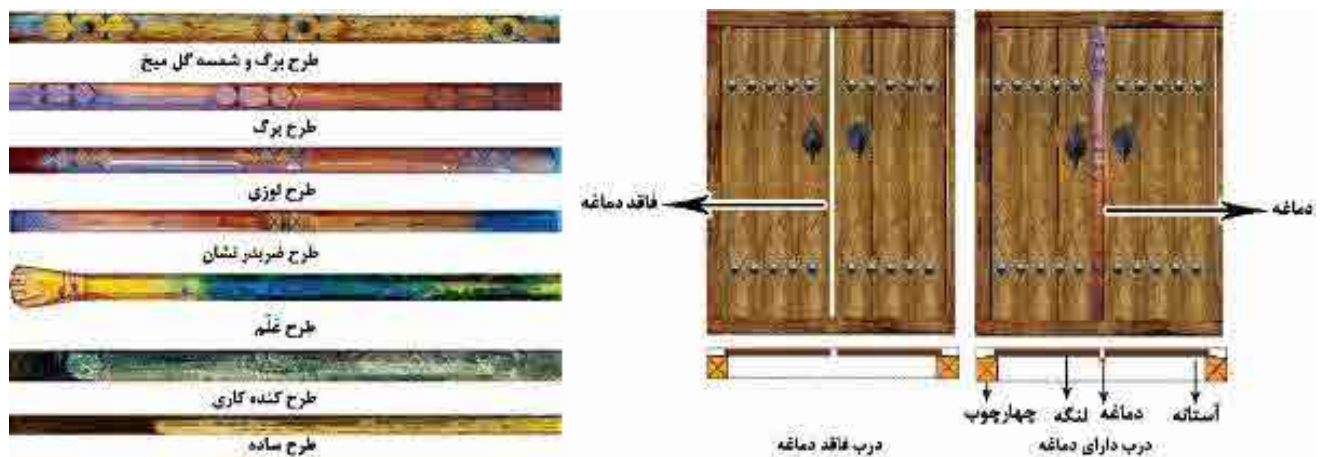 طرح برگ و شمسه گل میخ
طرح برگ
طرح لوزی
طرح ضربدر نشان
طرح عَلَم
طرح کنده کاری
طرح ساده
فاقد دماغه
دماغه
آستانه
دماغه
لنگه
چهارچوب
درب فاقد دماغه
درب دارای دماغه